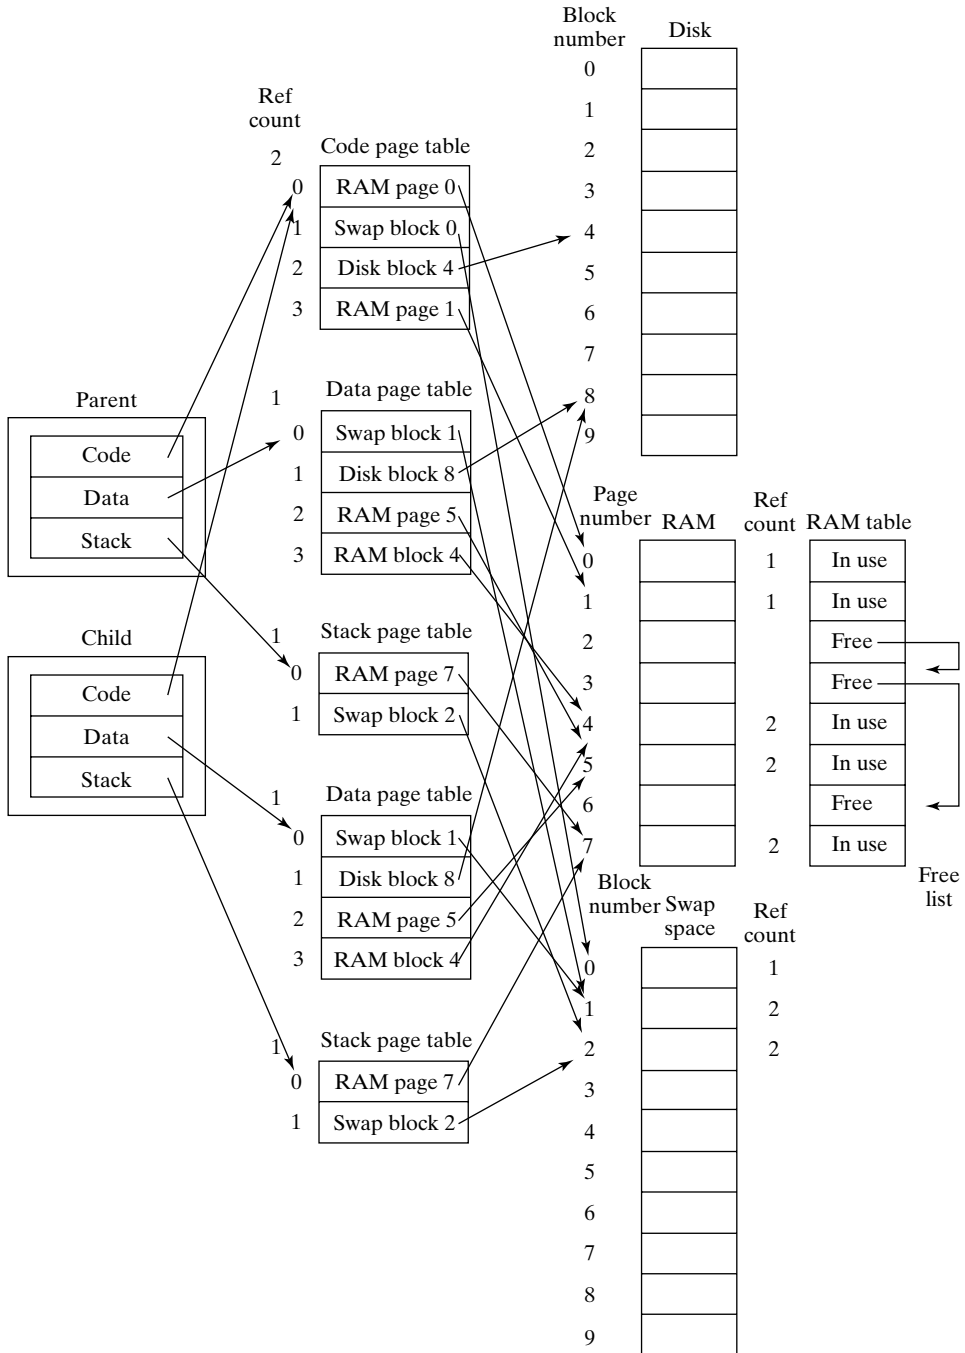 Block
number
Disk
0
1
2
3
4
5
6
7
8
9
Ref
count
2
Code page table
0 RAM page 0
1 Swap block 0
2 Disk block 4
3 RAM page 1
1
Data page table
0 Swap block 1
1 Disk block 8
2 RAM page 5
3 RAM block 4
Parent
Code
Data
Stack
1
Stack page table
0 RAM page 7
1 Swap block 2
Child
Code
Data
Stack
1
Data page table
0 Swap block 1
1 Disk block 8
2 RAM page 5
3 RAM block 4
1
Stack page table
0 RAM page 7
1 Swap block 2
Page
number
RAM
Ref
count
RAM table
0 1 In use
1 1 In use
2 Free
3 Free
4 2 In use
5 2 In use
6 Free
7 2 In use
Free
list
Block
number
Swap
space
Ref
count
0 1
1 2
2 2
3
4
5
6
7
8
9